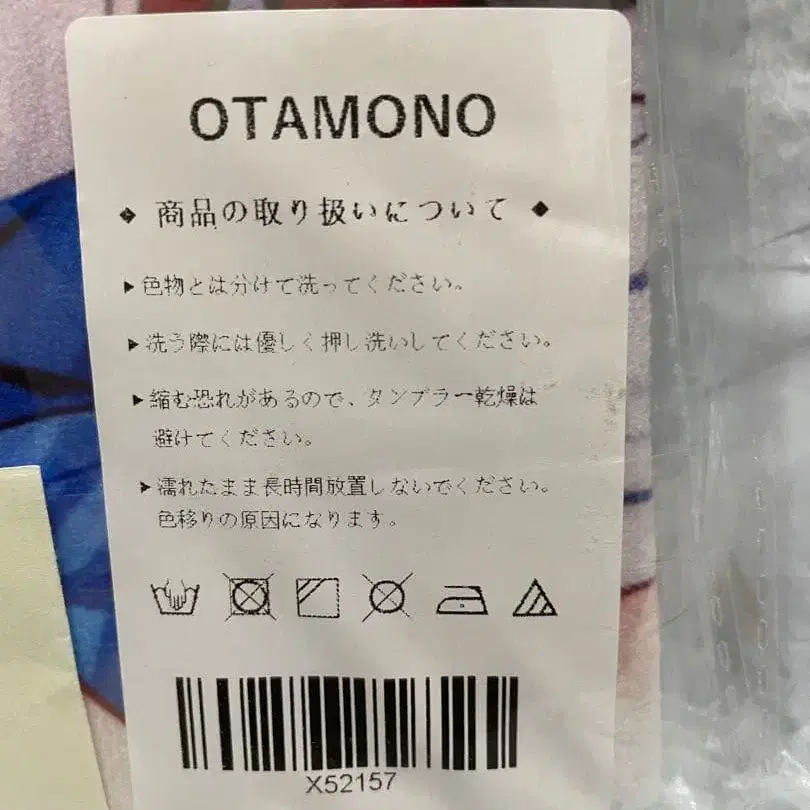 OTAMONO
◆ 商品の取り扱いについて ◆
▶色物とは分けて洗ってください。
▶洗う際には優しく押し洗いしてください。
▶縮む恐れがあるので、タンブラー乾燥は
避けてください。
▶濡れたまま長時間放置しないでください。
色移りの原因になります。
X52157